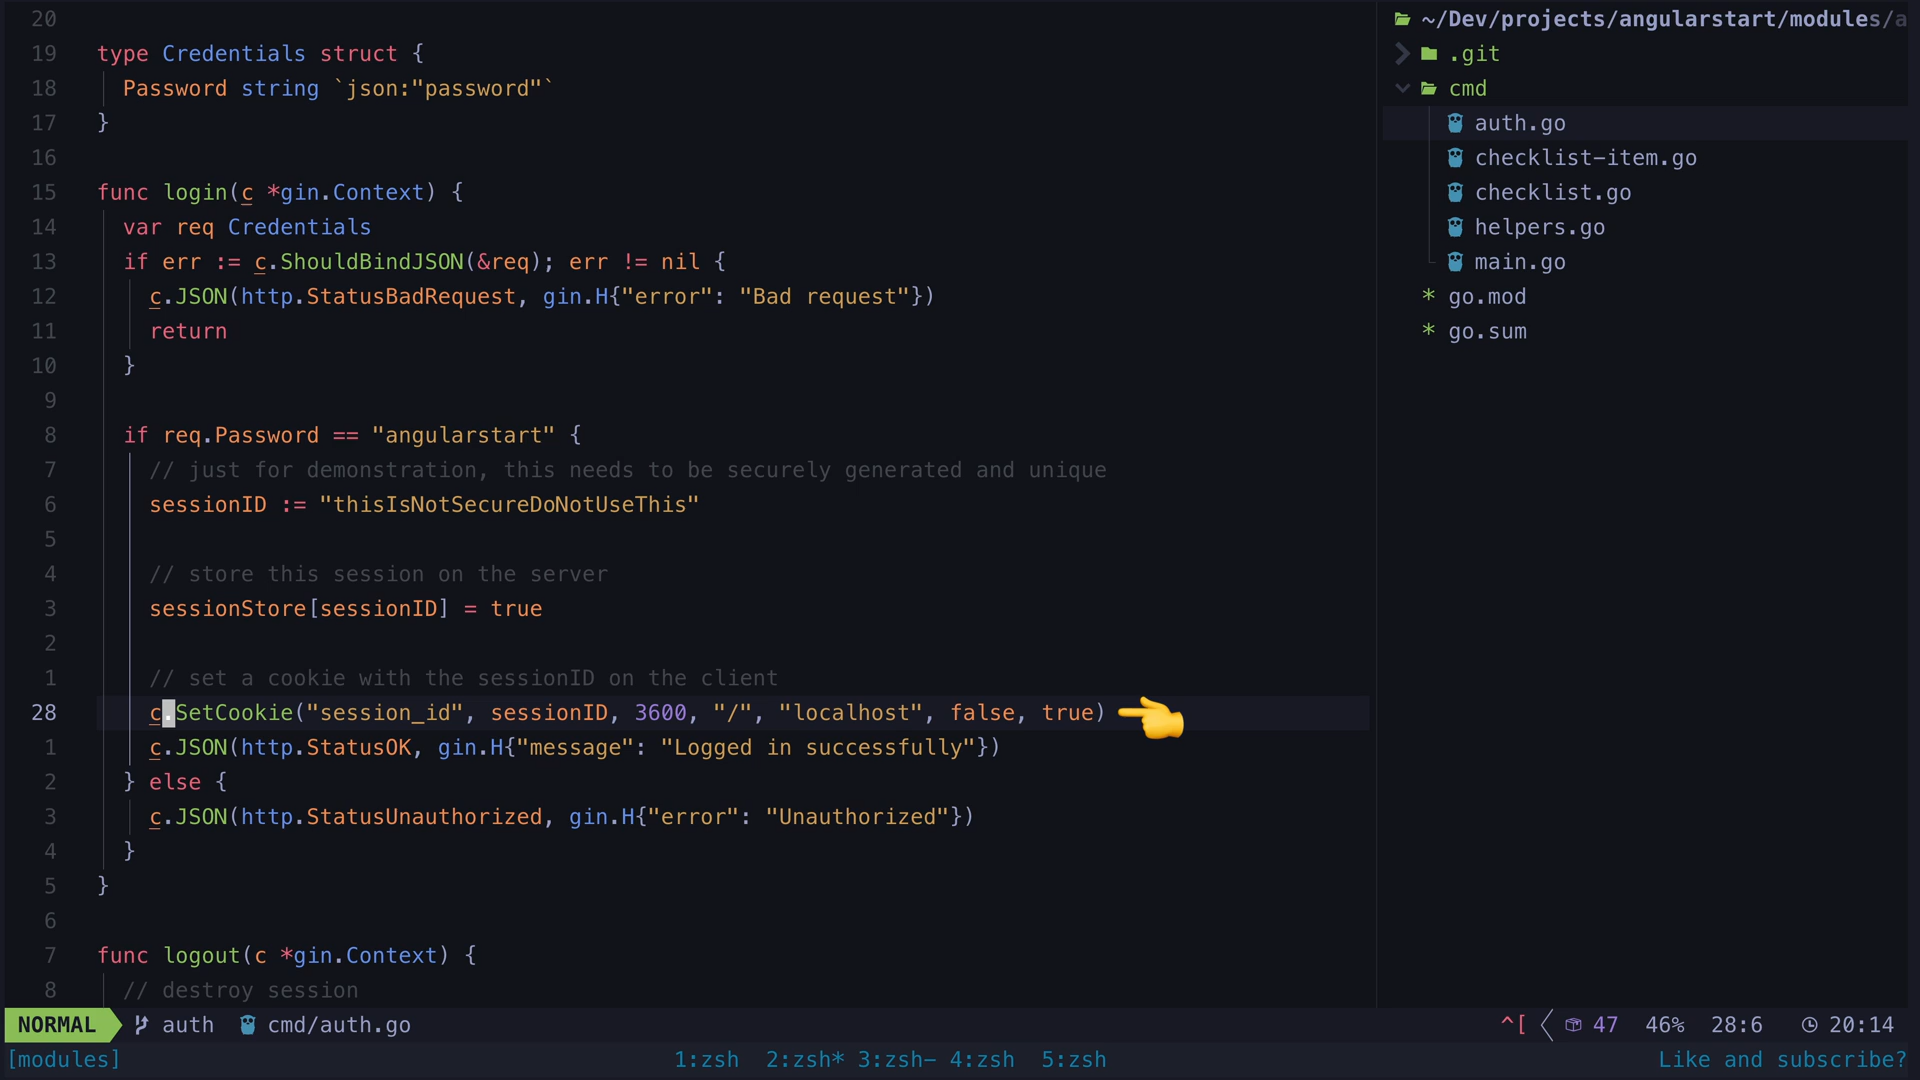 20
19 type Credentials struct {
18 Password string `json:"password"`
17 }
16
15 func login(c *gin.Context) {
14 var req Credentials
13 if err := c.ShouldBindJSON(&req); err != nil {
12 c.JSON(http.StatusBadRequest, gin.H{"error": "Bad request"})
11 return
10 }
9
8 if req.Password == "angularstart" {
7 // just for demonstration, this needs to be securely generated and unique
6 sessionID := "thisIsNotSecureDoNotUseThis"
5
4 // store this session on the server
3 sessionStore[sessionID] = true
2
1 // set a cookie with the sessionID on the client
28 c.SetCookie("session_id", sessionID, 3600, "/", "localhost", false, true)
1 c.JSON(http.StatusOK, gin.H{"message": "Logged in successfully"})
2 } else {
3 c.JSON(http.StatusUnauthorized, gin.H{"error": "Unauthorized"})
4 }
5 }
6
7 func logout(c *gin.Context) {
8 // destroy session
~/Dev/projects/angularstart/modules/a
.git
cmd
auth.go
checklist-item.go
checklist.go
helpers.go
main.go
* go.mod
* go.sum
NORMAL auth cmd/auth.go ^[ 47 46% 28:6 20:14
[modules] 1:zsh 2:zsh* 3:zsh- 4:zsh 5:zsh Like and subscribe?